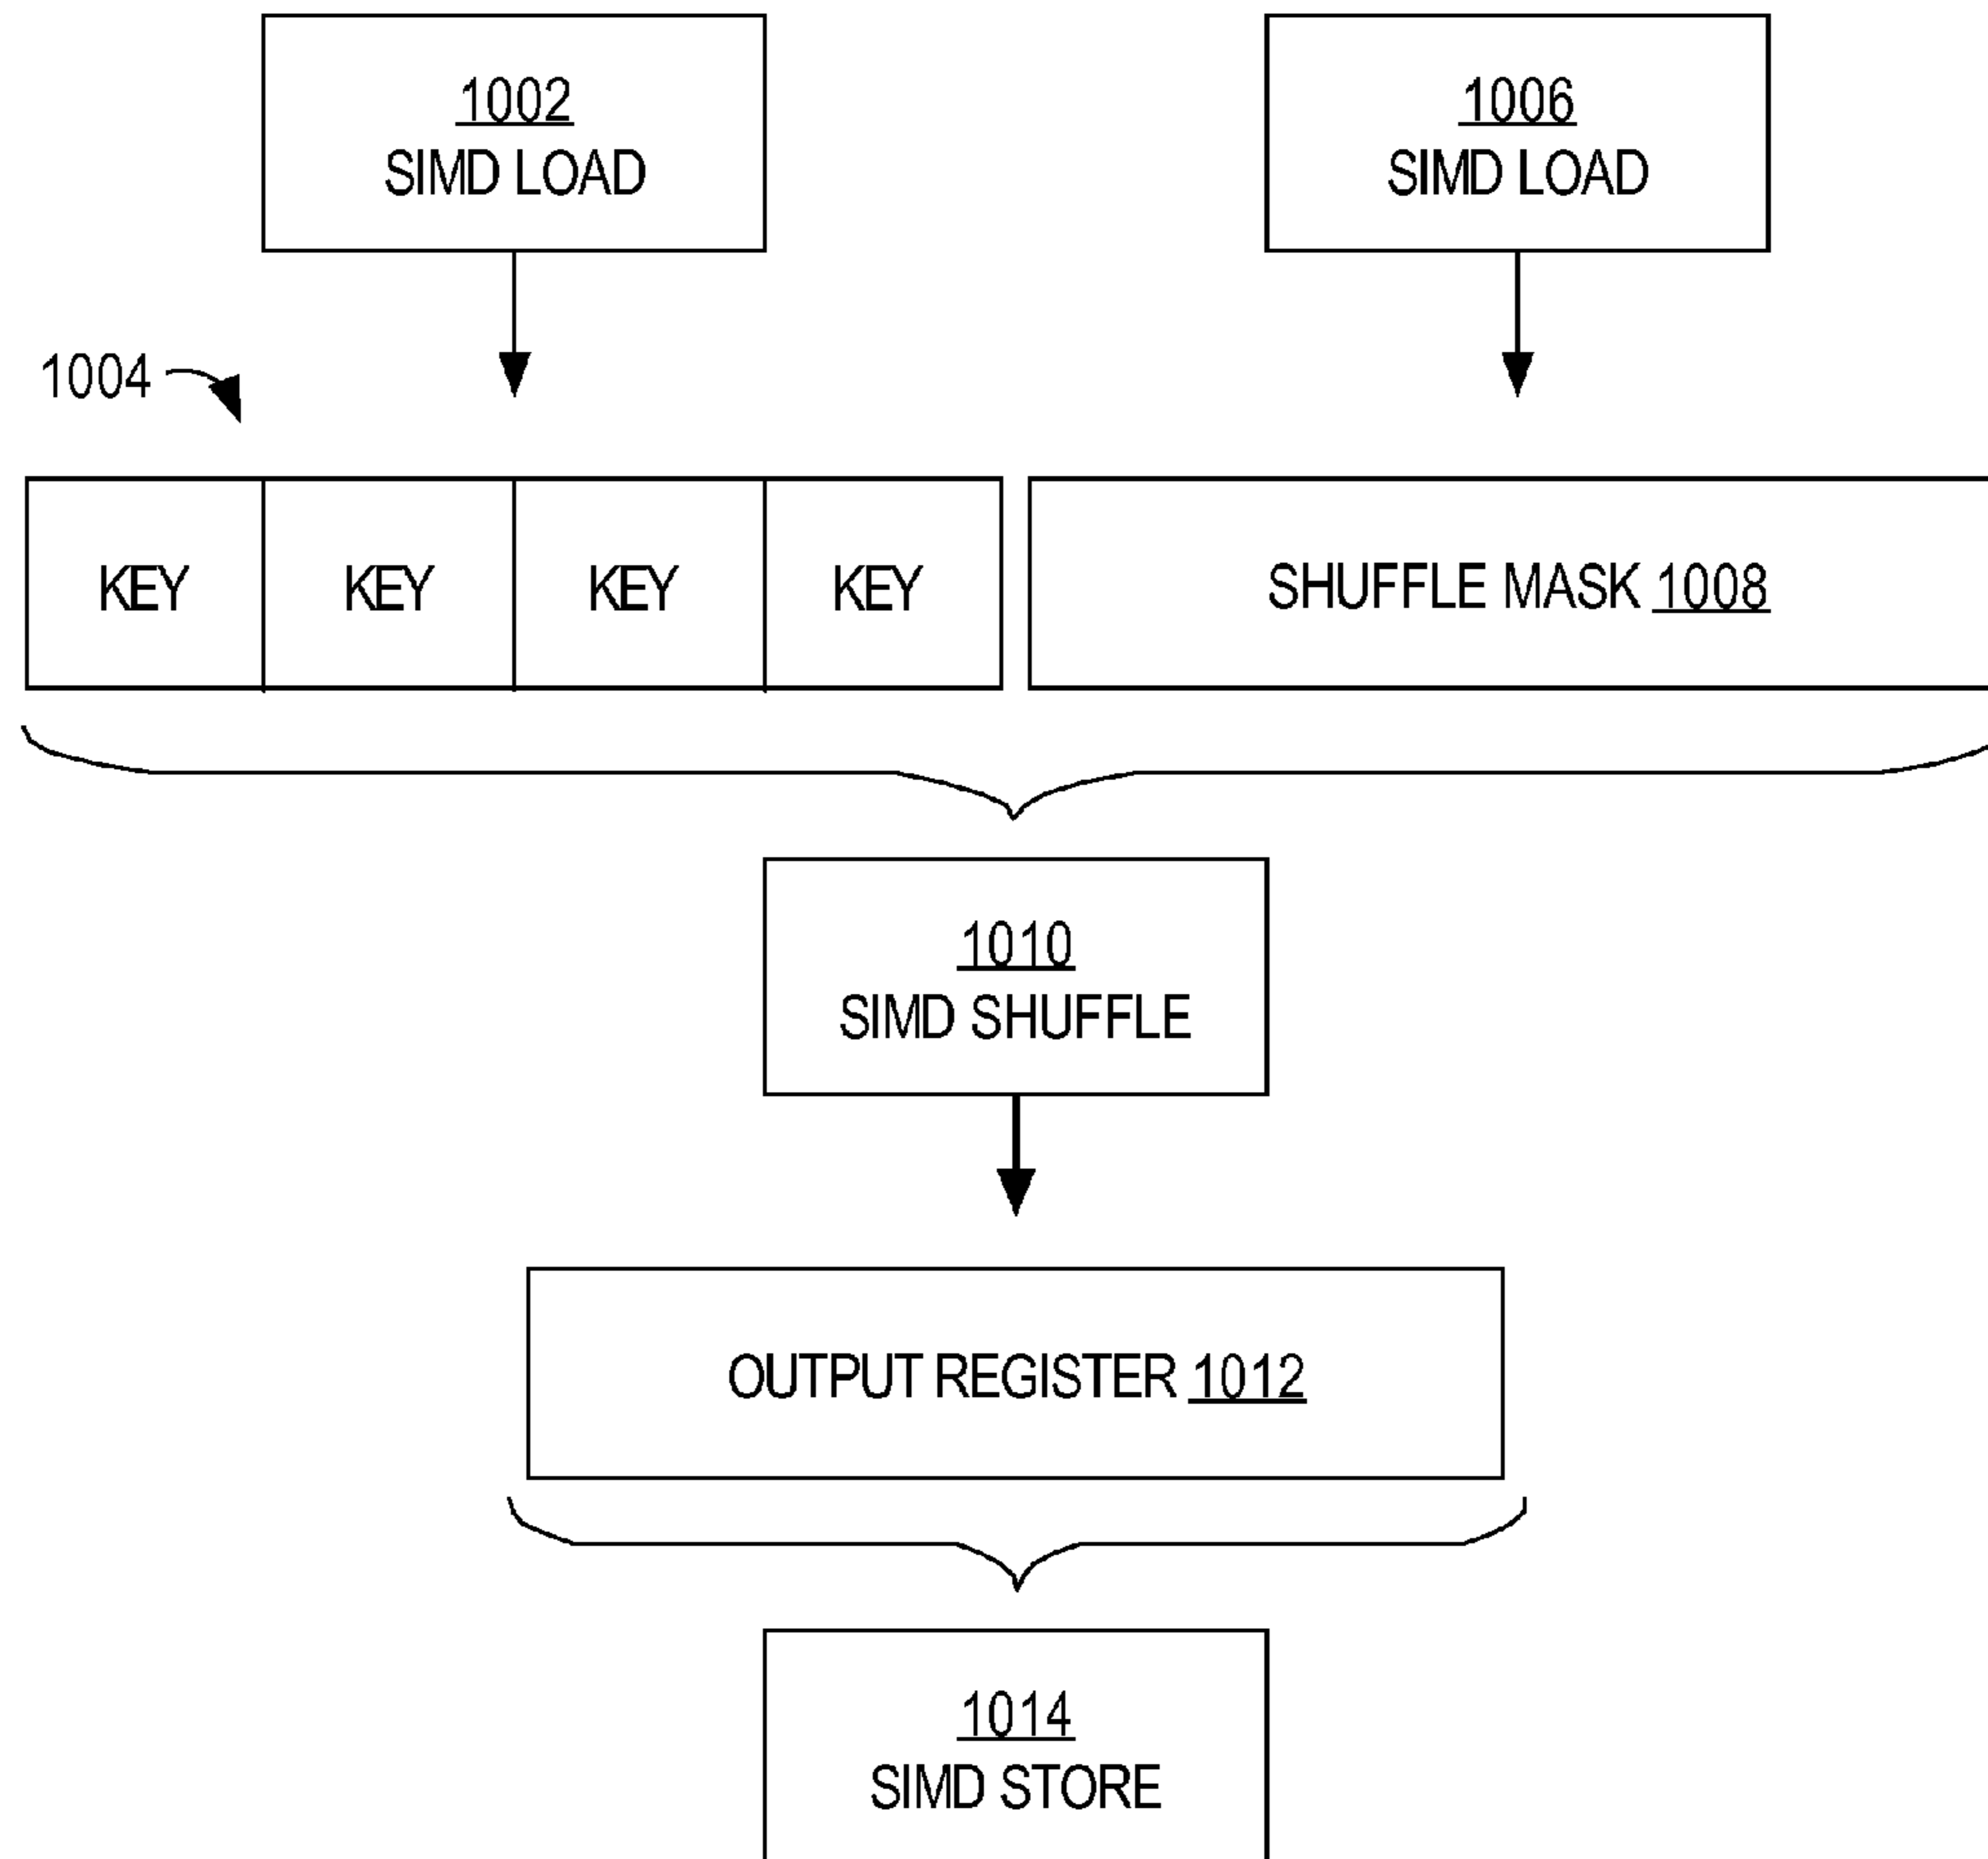 1002
SIMD LOAD
1006
SIMD LOAD
1004
KEY KEY KEY KEY SHUFFLE MASK 1008
1010
SIMD SHUFFLE
OUTPUT REGISTER 1012
1014
SIMD STORE